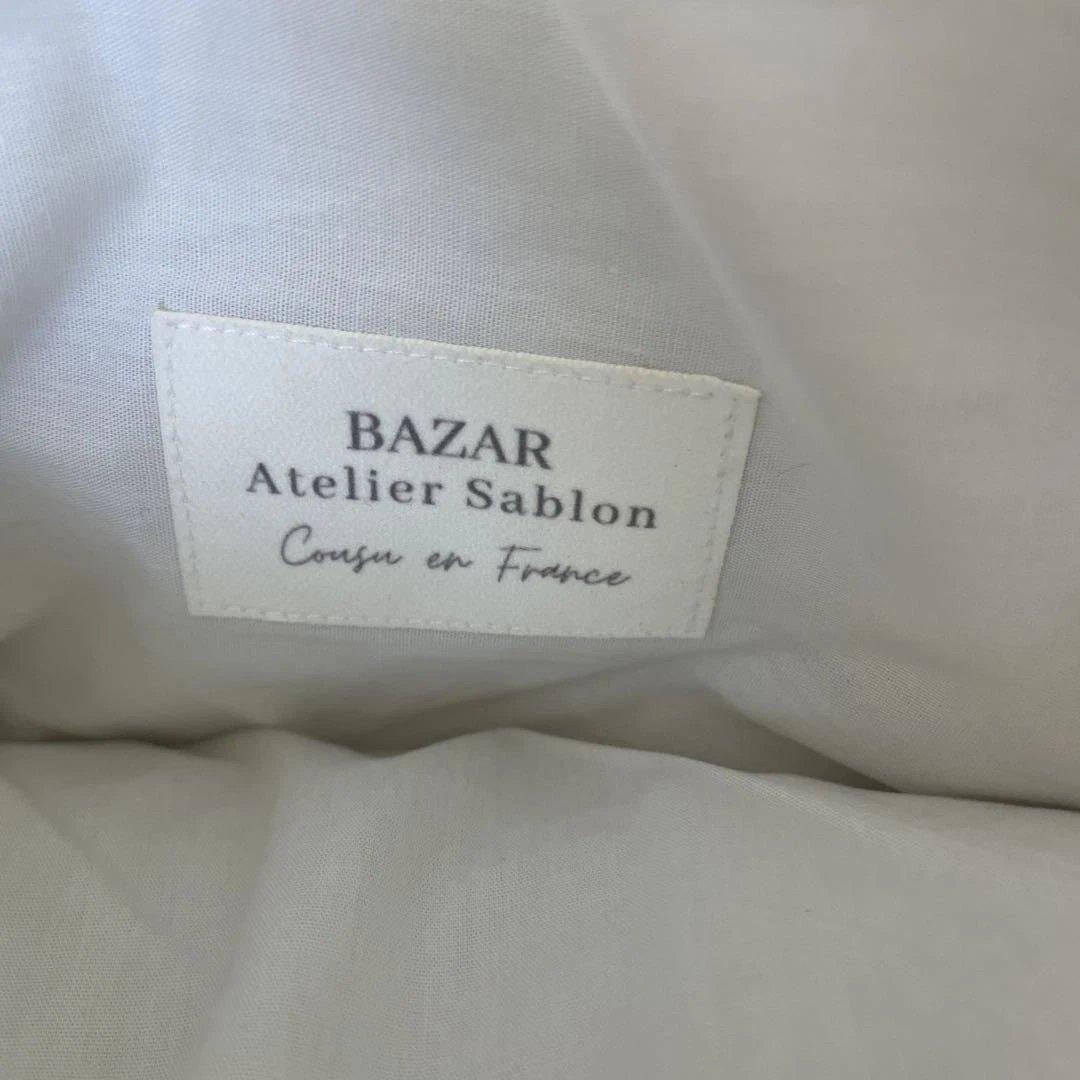 BAZAR
Atelier Sablon
Cousu en France